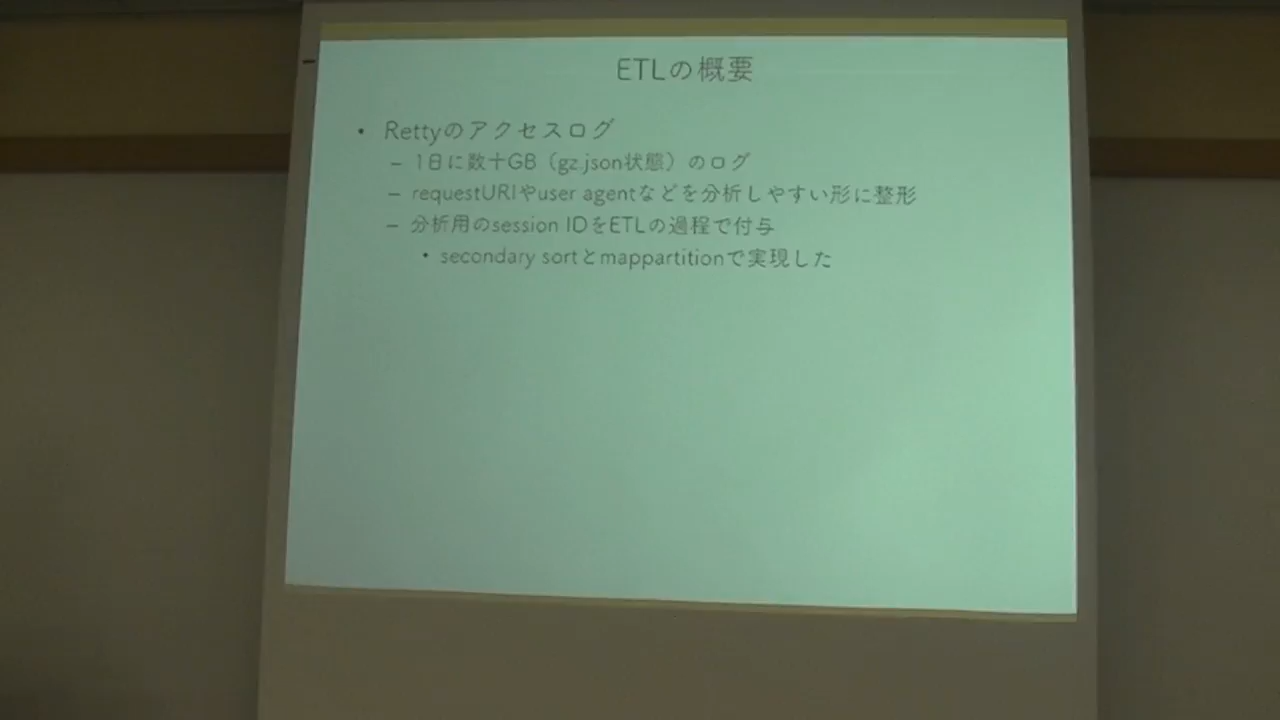 ETLの概要
• Rettyのアクセスログ
– 1日に数十GB（gz.json状態）のログ
– requestURIやuser agentなどを分析しやすい形に整形
– 分析用のsession IDをETLの過程で付与
• secondary sortとmappartitionで実現した